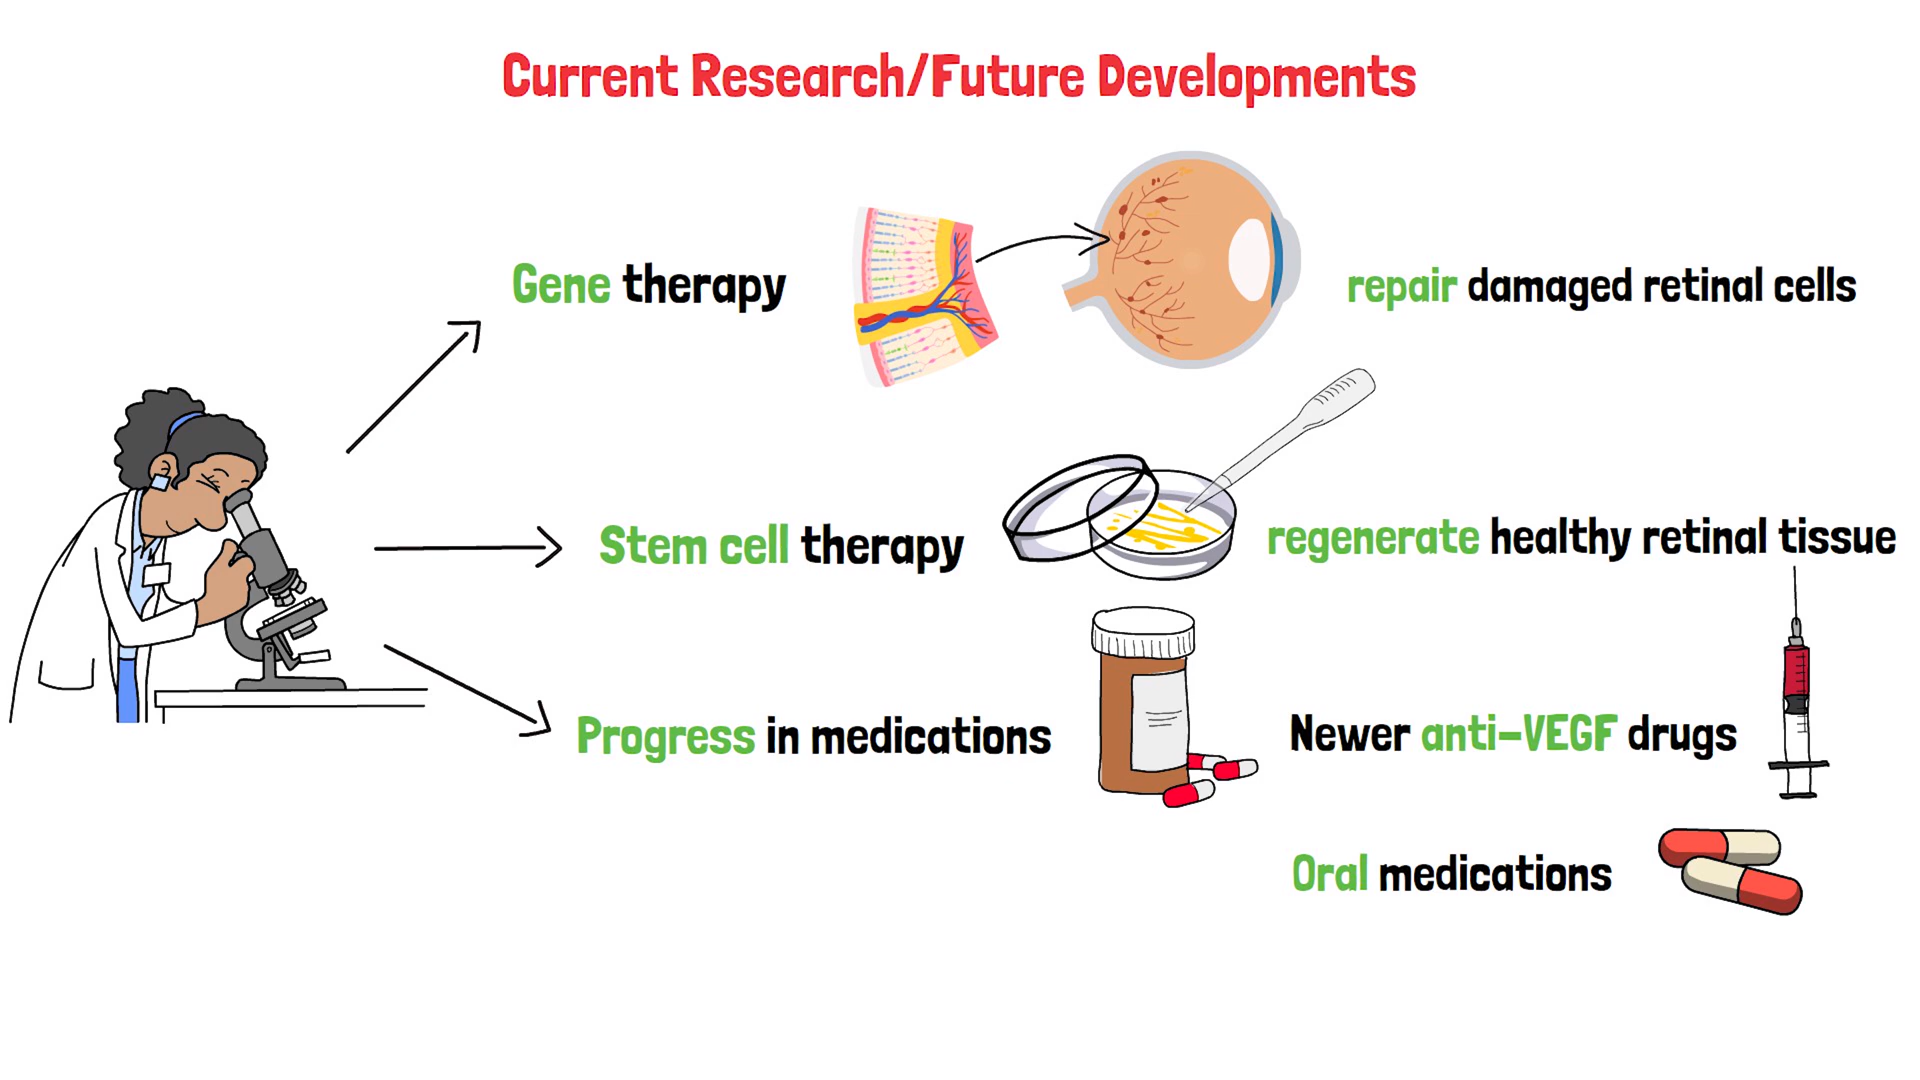 Current Research/Future Developments
Gene therapy
repair damaged retinal cells
Stem cell therapy
regenerate healthy retinal tissue
Progress in medications
Newer anti-VEGF drugs
Oral medications